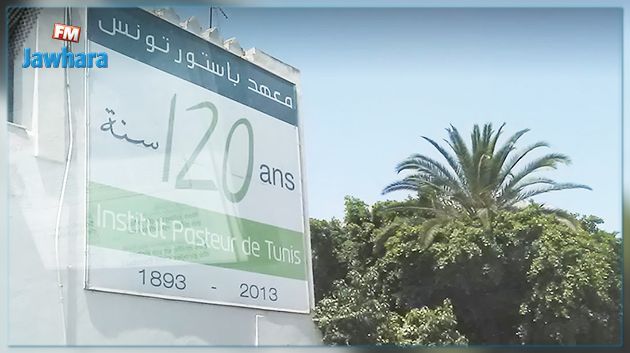 FM
Jawhara
معهد باستور تونس
120 سنة ans
Institut Pasteur de Tunis
1893 - 2013